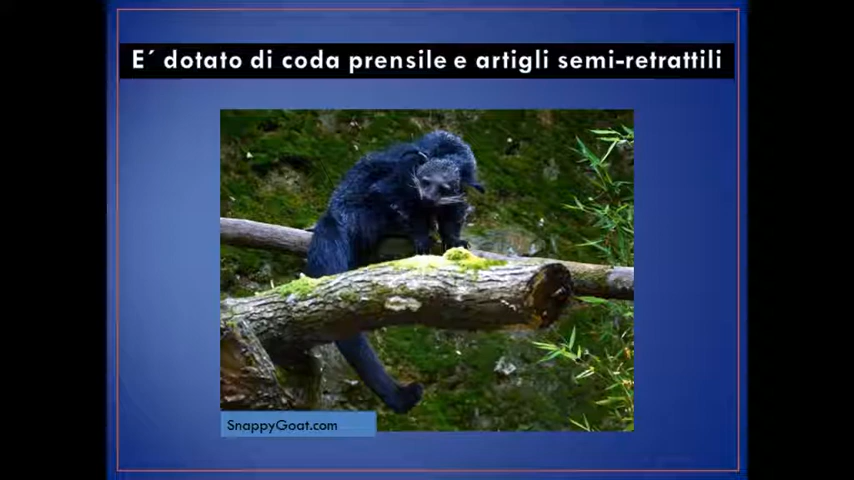 E´ dotato di coda prensile e artigli semi-retrattili
SnappyGoat.com